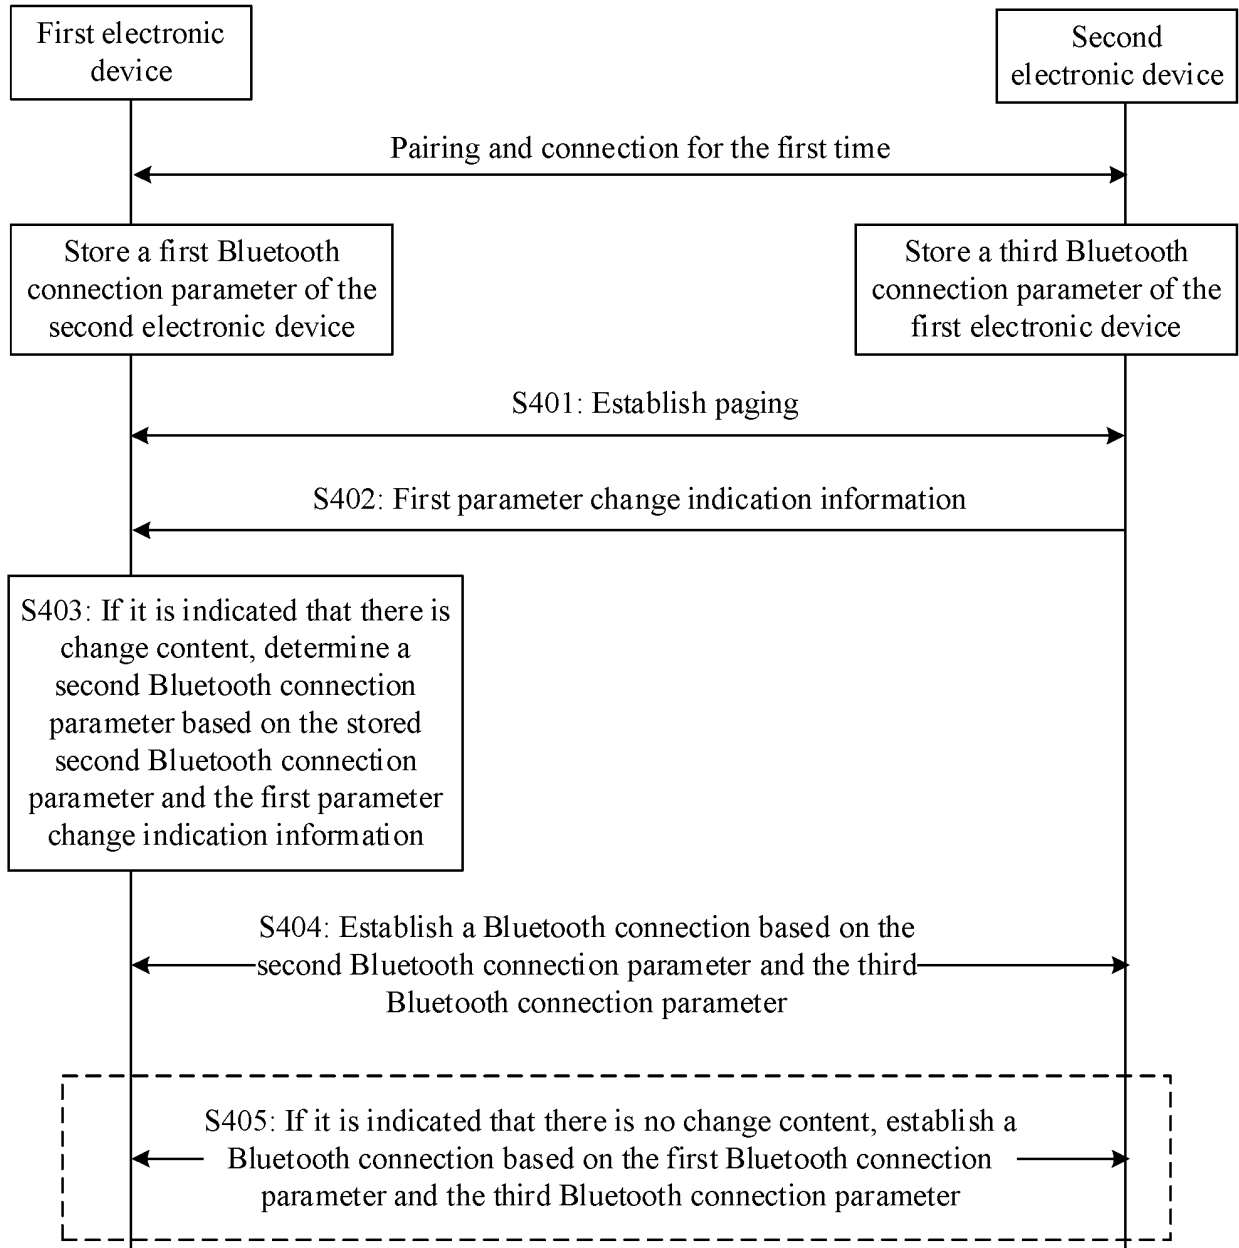 First electronic
device
Second
electronic device
Pairing and connection for the first time
Store a first Bluetooth
connection parameter of the
second electronic device
Store a third Bluetooth
connection parameter of the
first electronic device
S401: Establish paging
S402: First parameter change indication information
S403: If it is indicated that there is
change content, determine a
second Bluetooth connection
parameter based on the stored
second Bluetooth connection
parameter and the first parameter
change indication information
S404: Establish a Bluetooth connection based on the
second Bluetooth connection parameter and the third
Bluetooth connection parameter
S405: If it is indicated that there is no change content, establish a
Bluetooth connection based on the first Bluetooth connection
parameter and the third Bluetooth connection parameter